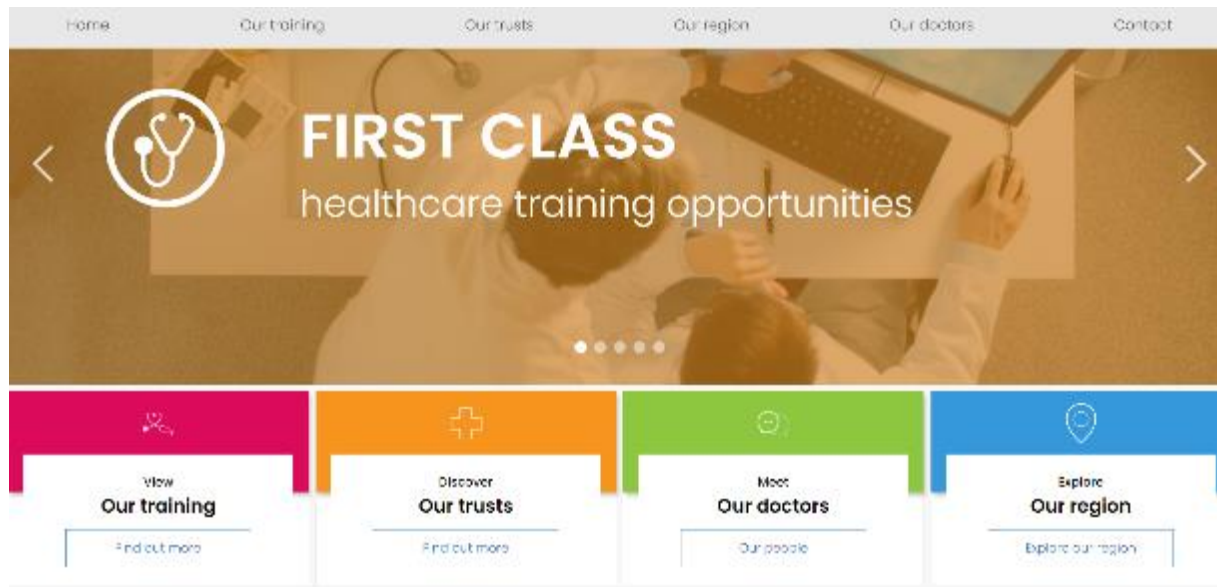 Home Our training Our trusts Our region Our doctors Contact
FIRST CLASS
healthcare training opportunities
View
Our training
Find out more
Discover
Our trusts
Find out more
Meet
Our doctors
Our people
Explore
Our region
Explore our region